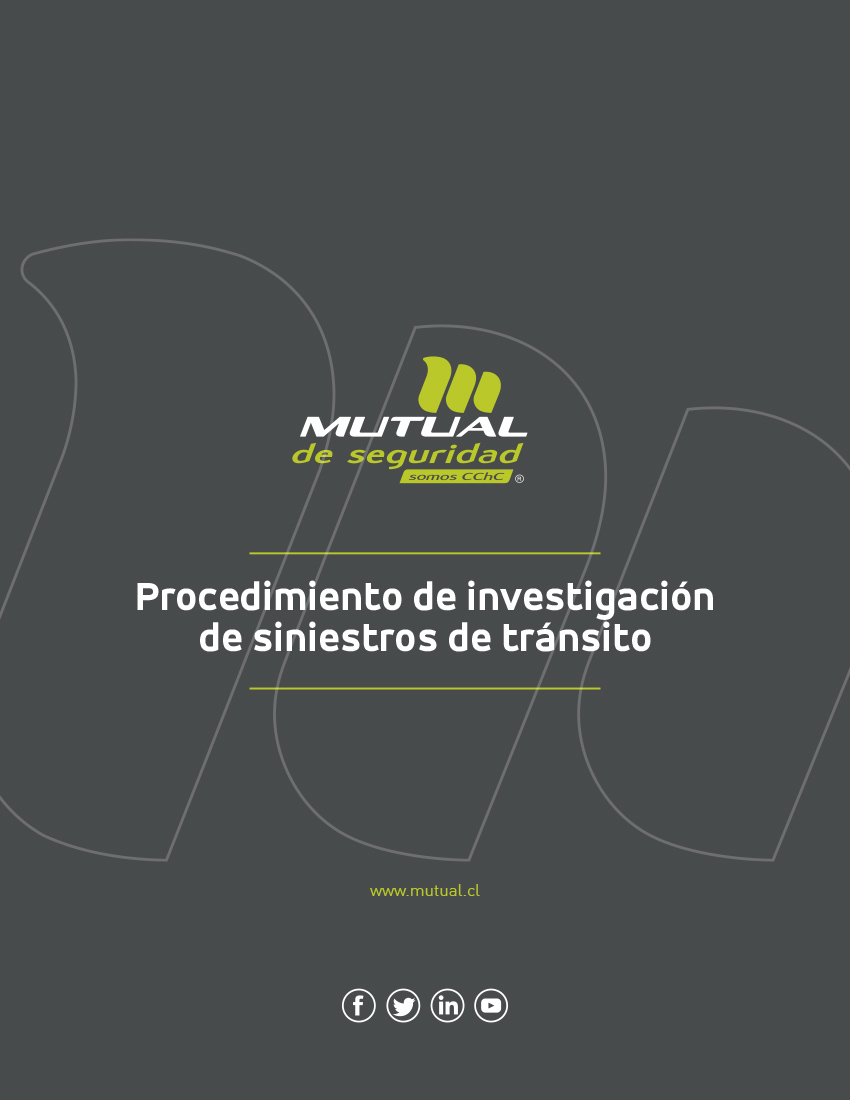 MUTUAL
de seguridad
somos CChC ®
Procedimiento de investigación
de siniestros de tránsito
www.mutual.cl